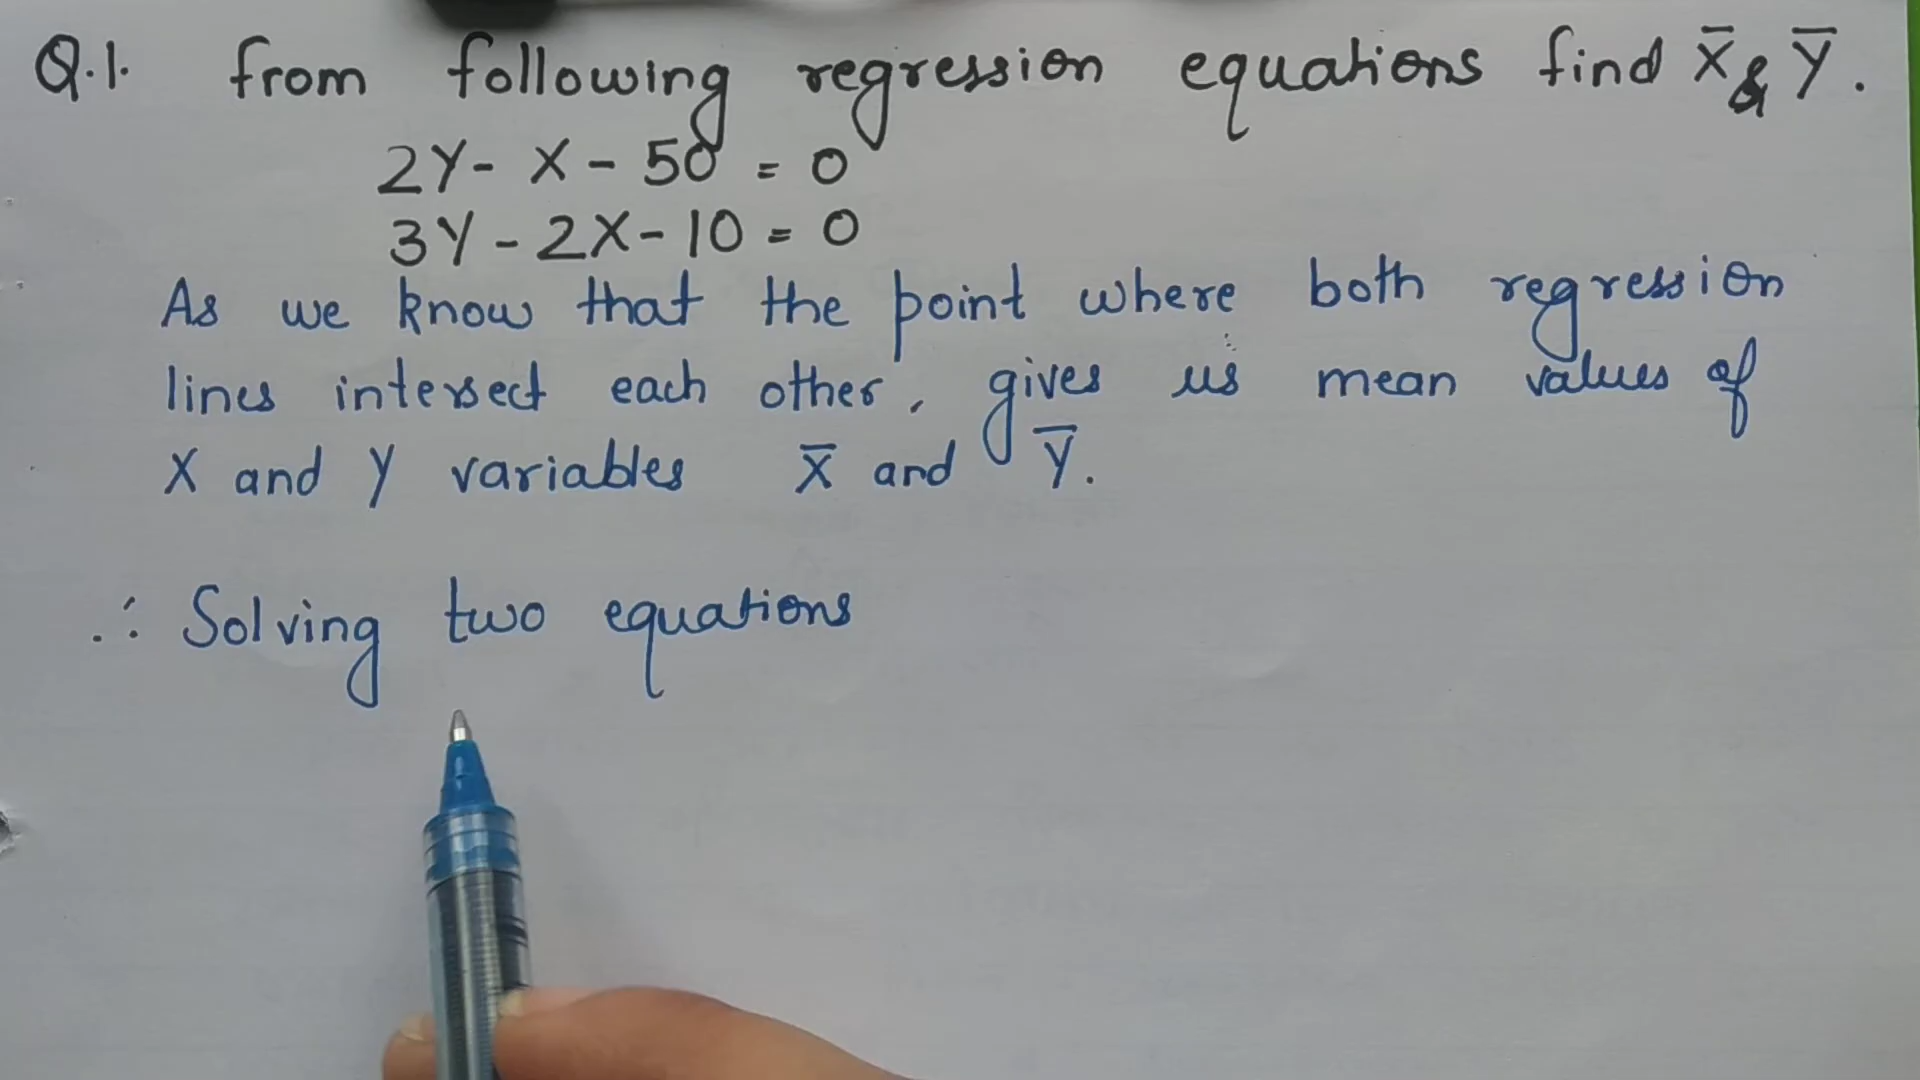 Q.1. from following regression equations find X̄ & Ȳ.
2Y - X - 50 = 0
3Y - 2X - 10 = 0
As we know that the point where both regression
lines intersect each other, gives us mean values of
X and Y variables X̄ and Ȳ.
∴ Solving two equations